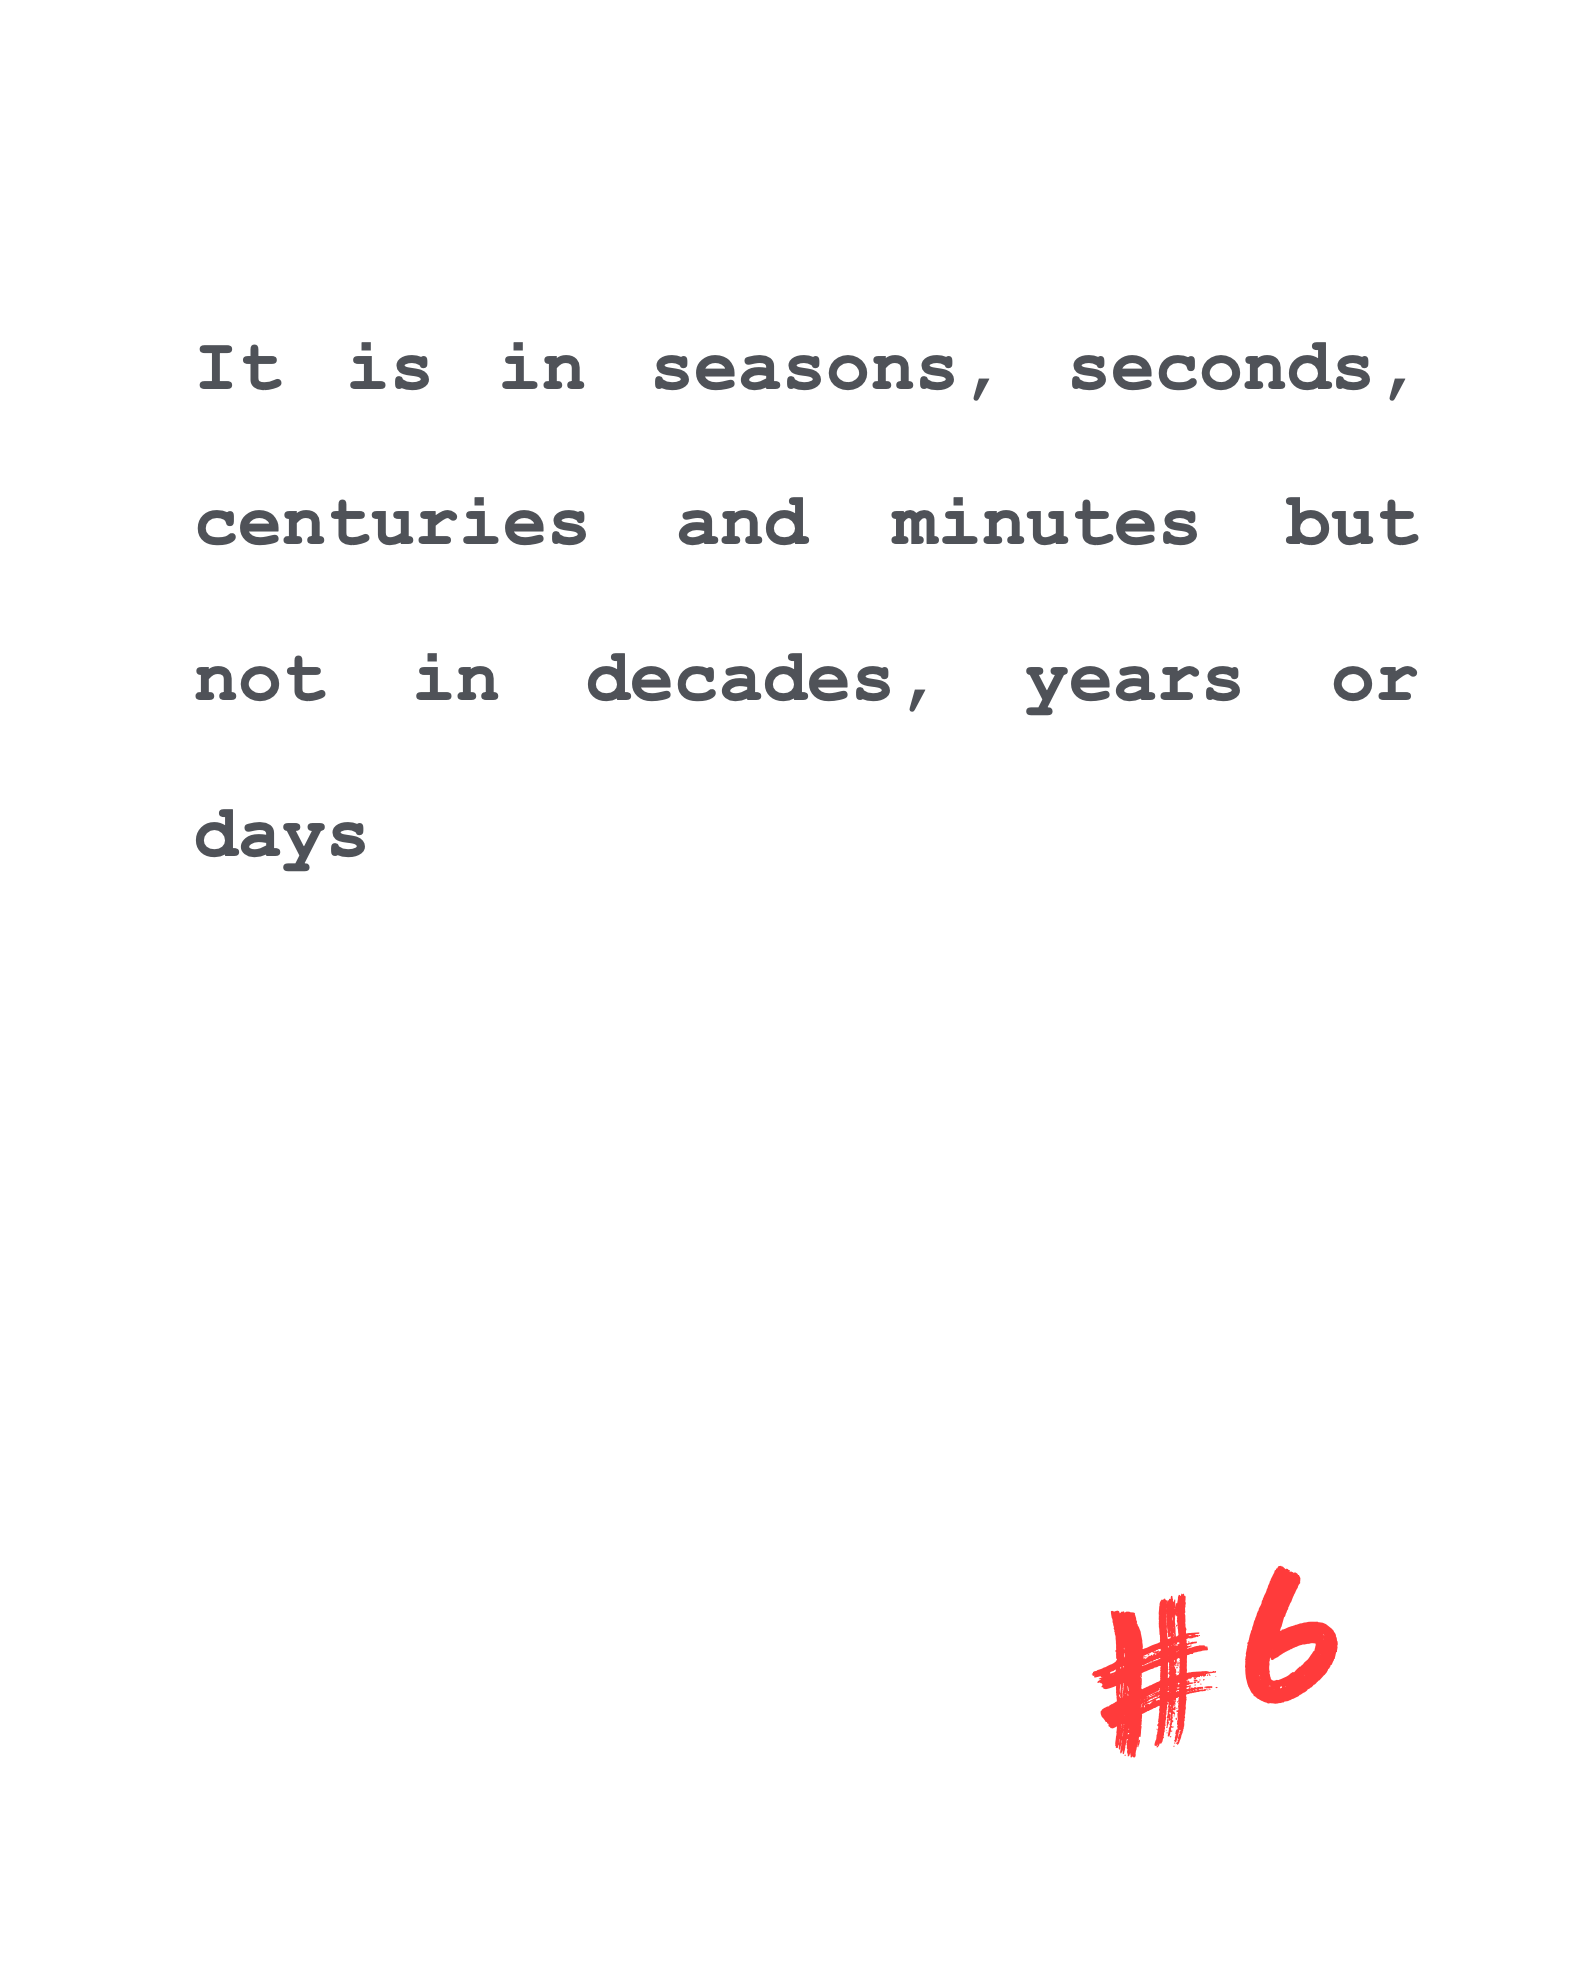 It is in seasons, seconds,
centuries and minutes but
not in decades, years or
days
#6